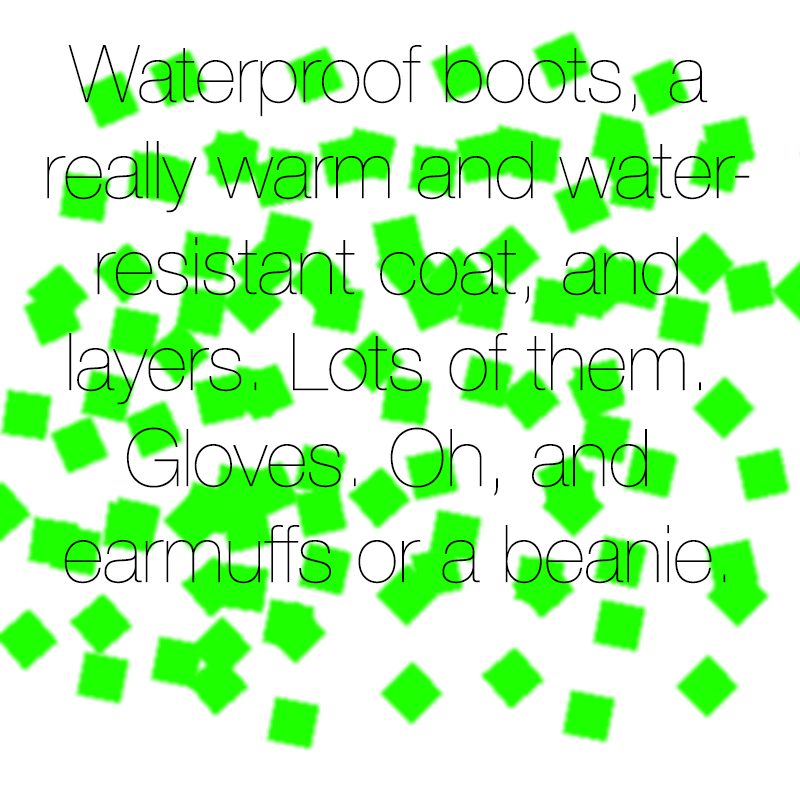 Waterproof boots, a
really warm and water-
resistant coat, and
layers. Lots of them.
Gloves. Oh, and
earmuffs or a beanie.